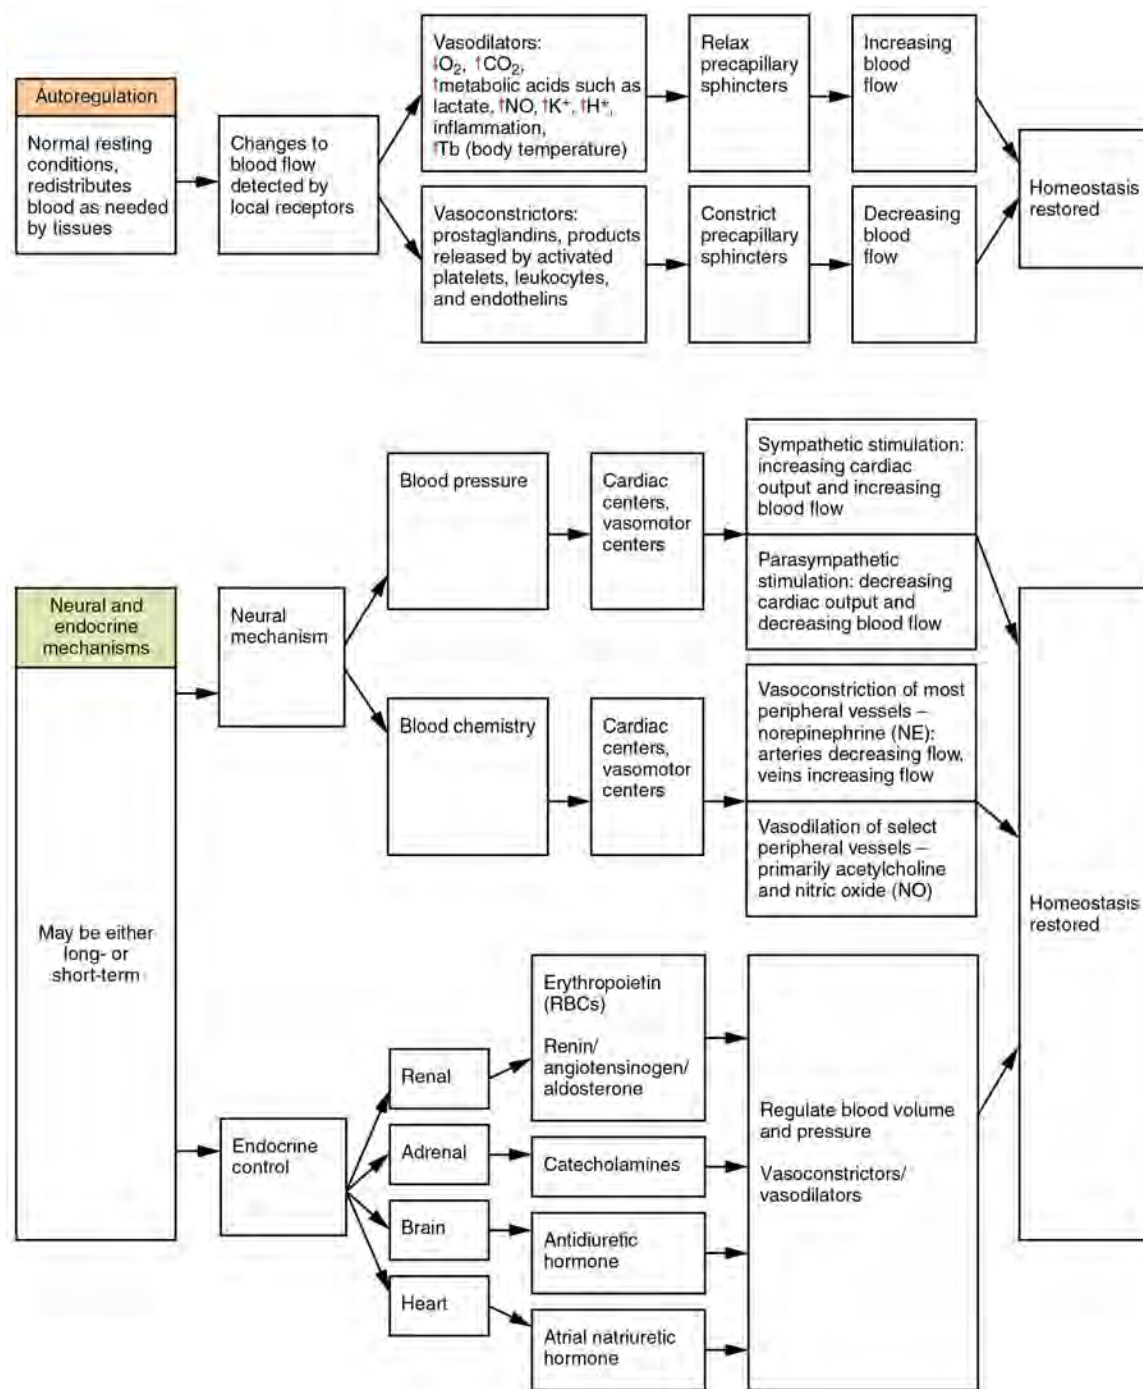 Autoregulation
Normal resting
conditions,
redistributes
blood as needed
by tissues
Changes to
blood flow
detected by
local receptors
Vasodilators:
↓O₂, ↑CO₂,
↑metabolic acids such as
lactate, ↑NO, ↑K⁺, ↑H⁺,
inflammation,
↑Tb (body temperature)
Relax
precapillary
sphincters
Increasing
blood
flow
Vasoconstrictors:
prostaglandins, products
released by activated
platelets, leukocytes,
and endothelins
Constrict
precapillary
sphincters
Decreasing
blood
flow
Homeostasis
restored
Neural and
endocrine
mechanisms
May be either
long- or
short-term
Neural
mechanism
Blood pressure
Cardiac
centers,
vasomotor
centers
Sympathetic stimulation:
increasing cardiac
output and increasing
blood flow
Parasympathetic
stimulation: decreasing
cardiac output and
decreasing blood flow
Blood chemistry
Cardiac
centers,
vasomotor
centers
Vasoconstriction of most
peripheral vessels –
norepinephrine (NE):
arteries decreasing flow,
veins increasing flow
Vasodilation of select
peripheral vessels –
primarily acetylcholine
and nitric oxide (NO)
Endocrine
control
Renal
Erythropoietin
(RBCs)
Renin/
angiotensinogen/
aldosterone
Adrenal
Catecholamines
Brain
Antidiuretic
hormone
Heart
Atrial natriuretic
hormone
Regulate blood volume
and pressure
Vasoconstrictors/
vasodilators
Homeostasis
restored